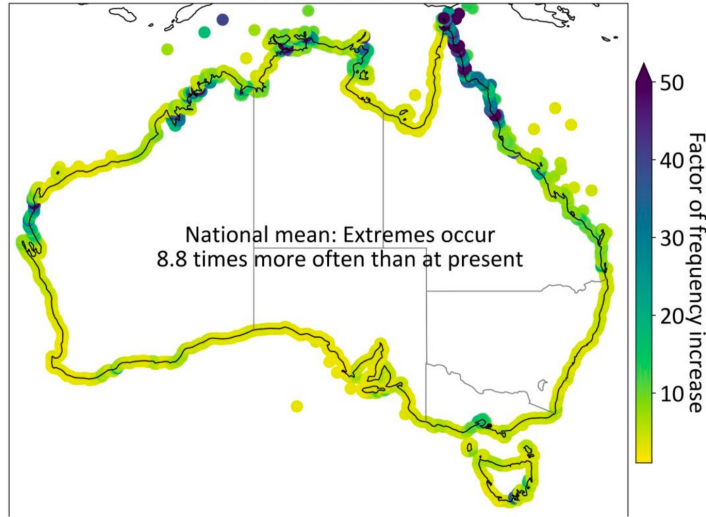 National mean: Extremes occur
8.8 times more often than at present
50
40
30
20
10
Factor of frequency increase